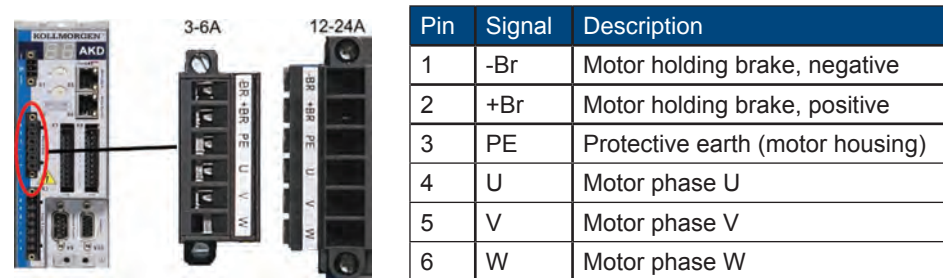 3-6A
12-24A
KOLLMORGEN
AKD
-BR +BR PE U V W
-BR +BR PE U V W
Pin Signal Description
1 -Br Motor holding brake, negative
2 +Br Motor holding brake, positive
3 PE Protective earth (motor housing)
4 U Motor phase U
5 V Motor phase V
6 W Motor phase W